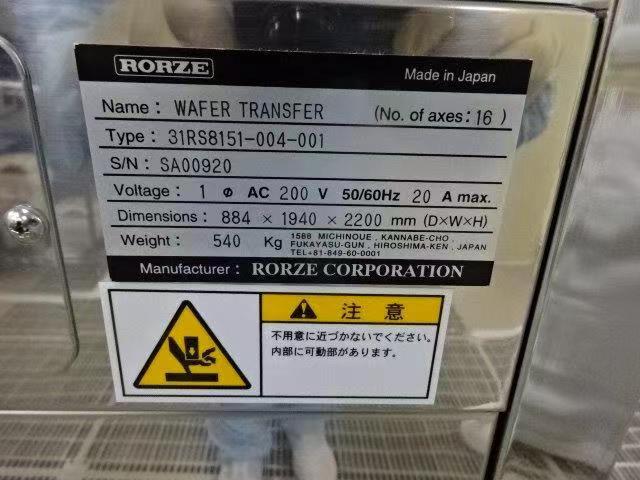 RORZE
Made in Japan
Name: WAFER TRANSFER (No. of axes: 16 )
Type: 31RS8151-004-001
S/N: SA00920
Voltage: 1 ø AC 200 V 50/60Hz 20 A max.
Dimensions: 884 × 1940 × 2200 mm (D×W×H)
Weight: 540 Kg
1588 MICHINOUE, KANNABE-CHO,
FUKAYASU-GUN, HIROSHIMA-KEN, JAPAN
TEL+81-849-60-0001
Manufacturer: RORZE CORPORATION
注意
不用意に近づかないでください。
内部に可動部があります。